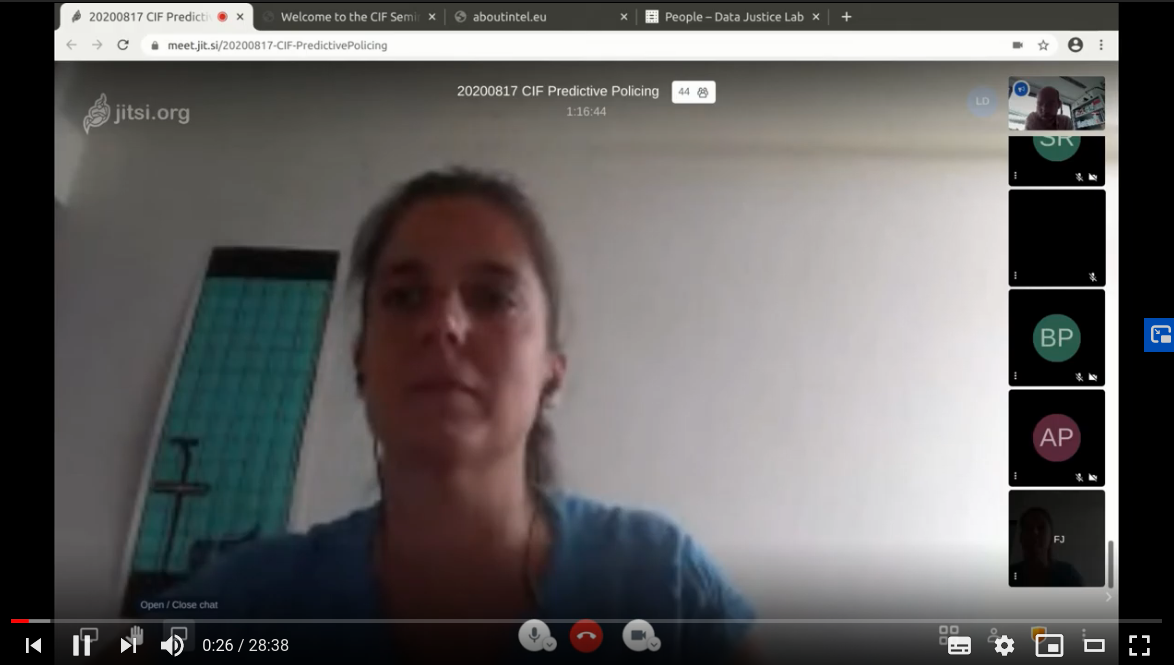 20200817 CIF Predicti
Welcome to the CIF Semi
aboutintel.eu
People – Data Justice Lab
meet.jit.si/20200817-CIF-PredictivePolicing
jitsi.org
20200817 CIF Predictive Policing
44
1:16:44
LD
SR
BP
AP
FJ
Open / Close chat
0:26 / 28:38